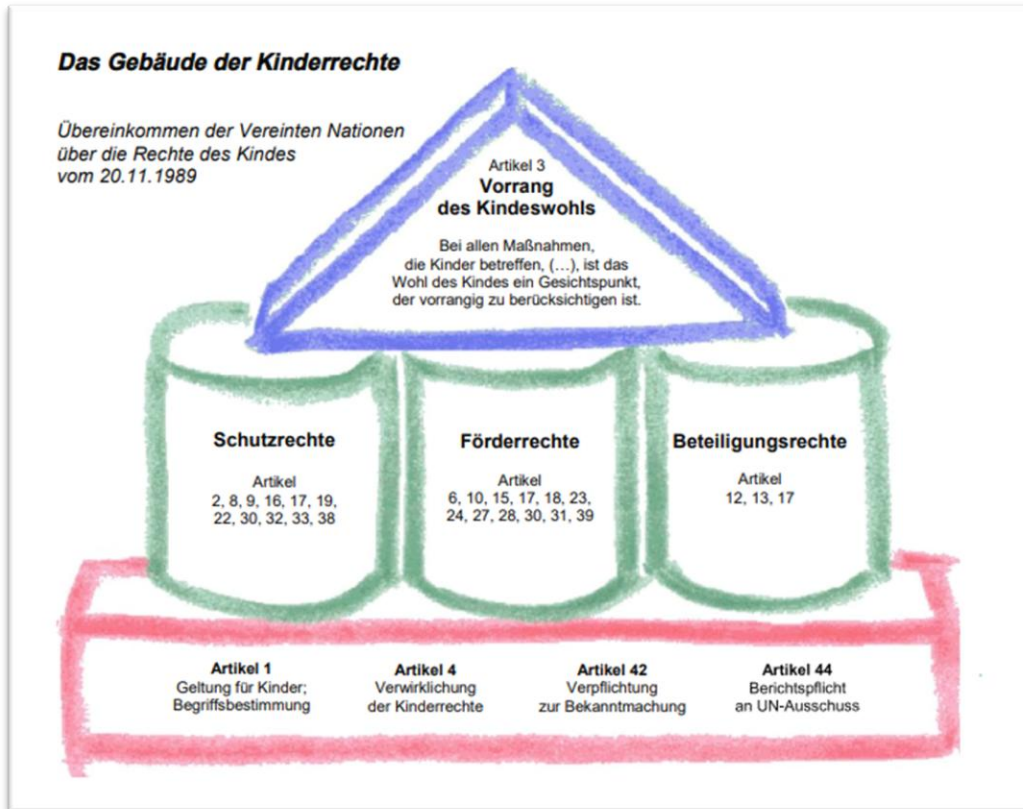 Das Gebäude der Kinderrechte
Übereinkommen der Vereinten Nationen
über die Rechte des Kindes
vom 20.11.1989
Artikel 3
Vorrang
des Kindeswohls
Bei allen Maßnahmen,
die Kinder betreffen, (…), ist das
Wohl des Kindes ein Gesichtspunkt,
der vorrangig zu berücksichtigen ist.
Schutzrechte
Artikel
2, 8, 9, 16, 17, 19,
22, 30, 32, 33, 38
Förderrechte
Artikel
6, 10, 15, 17, 18, 23,
24, 27, 28, 30, 31, 39
Beteiligungsrechte
Artikel
12, 13, 17
Artikel 1
Geltung für Kinder;
Begriffsbestimmung
Artikel 4
Verwirklichung
der Kinderrechte
Artikel 42
Verpflichtung
zur Bekanntmachung
Artikel 44
Berichtspflicht
an UN-Ausschuss